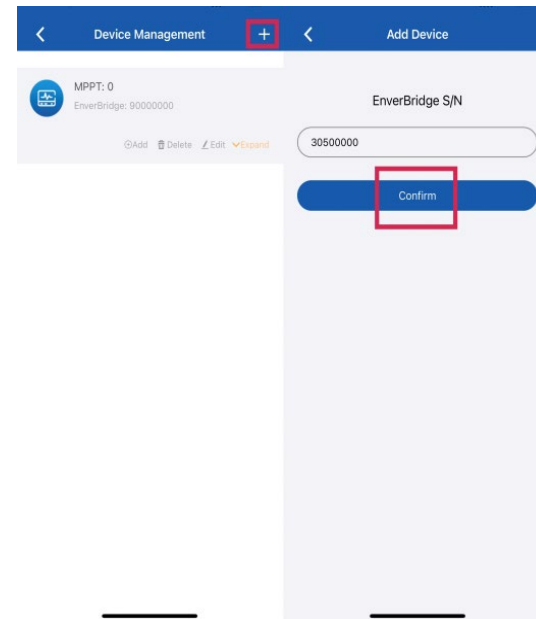 Device Management
MPPT: 0
EnverBridge: 90000000
Add Delete Edit Expand
Add Device
EnverBridge S/N
30500000
Confirm